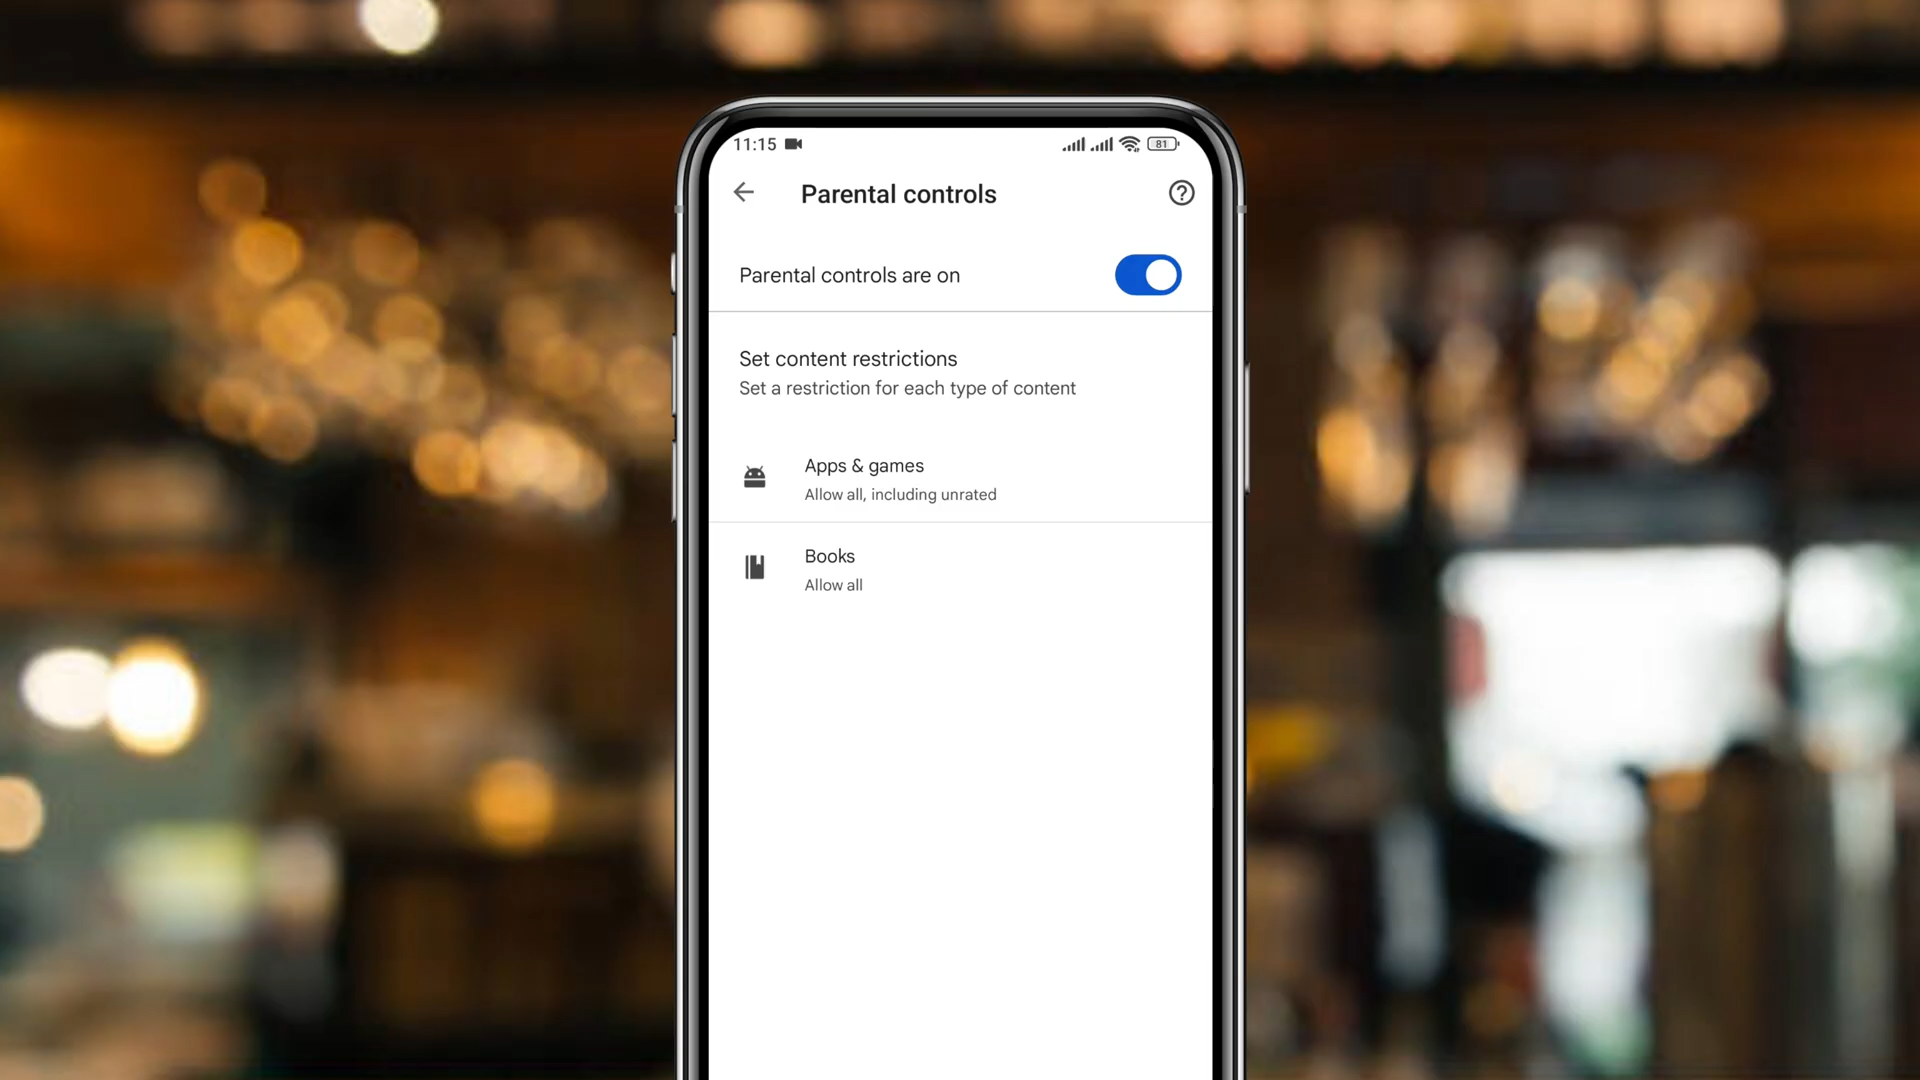 11:15 81
Parental controls
Parental controls are on
Set content restrictions
Set a restriction for each type of content
Apps & games
Allow all, including unrated
Books
Allow all